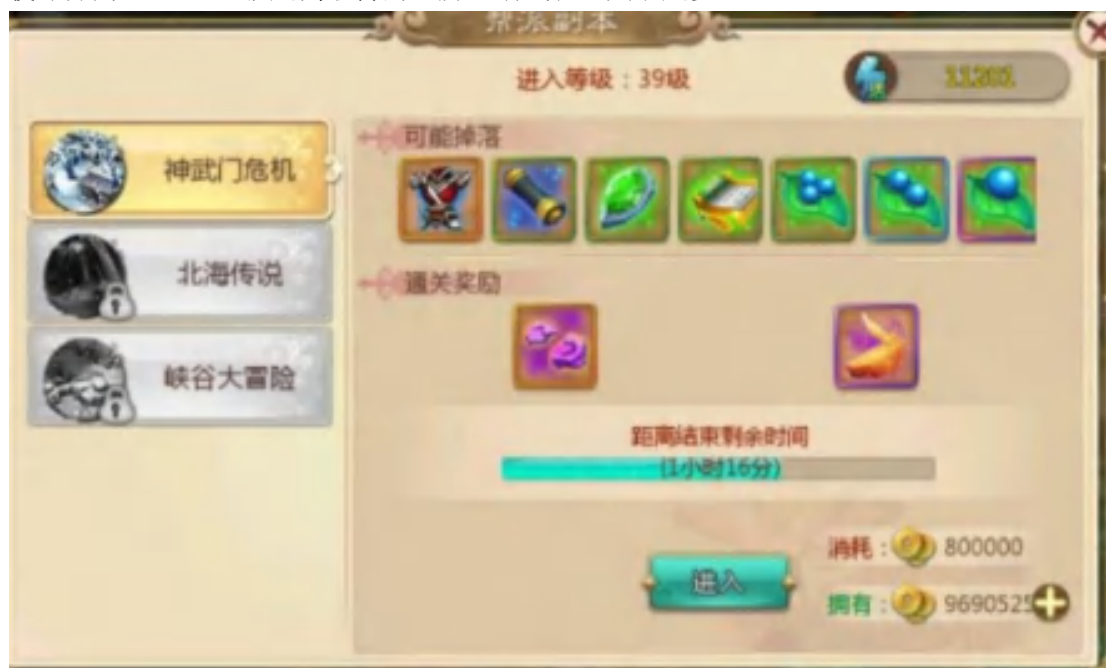 帮派副本
进入等级：39级
11201
神武门危机
北海传说
峡谷大冒险
可能掉落
通关奖励
距离结束剩余时间
(1小时16分)
进入
消耗：800000
拥有：9690525